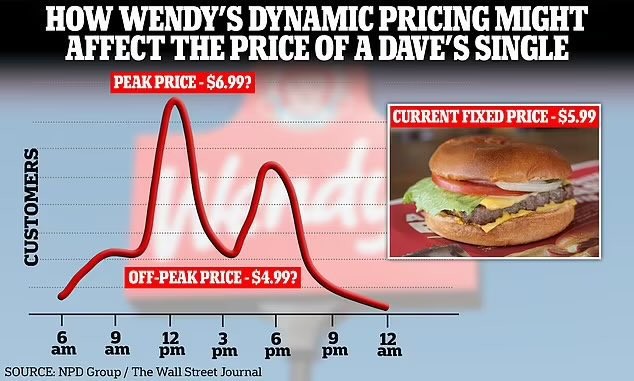 HOW WENDY'S DYNAMIC PRICING MIGHT
AFFECT THE PRICE OF A DAVE'S SINGLE
PEAK PRICE - $6.99?
CURRENT FIXED PRICE - $5.99
CUSTOMERS
Wendy
OFF-PEAK PRICE - $4.99?
6 am
9 am
12 pm
3 pm
6 pm
9 pm
12 am
SOURCE: NPD Group / The Wall Street Journal